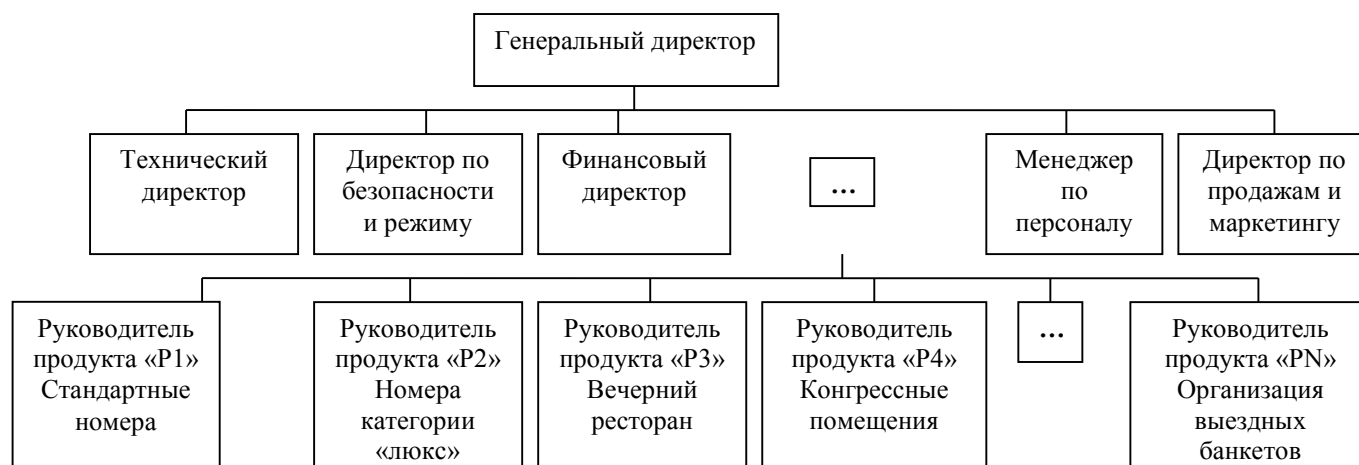 Генеральный директор
Технический
директор
Директор по
безопасности
и режиму
Финансовый
директор
...
Менеджер
по
персоналу
Директор по
продажам и
маркетингу
Руководитель
продукта «Р1»
Стандартные
номера
Руководитель
продукта «Р2»
Номера
категории
«люкс»
Руководитель
продукта «Р3»
Вечерний
ресторан
Руководитель
продукта «Р4»
Конгрессные
помещения
...
Руководитель
продукта «PN»
Организация
выездных
банкетов